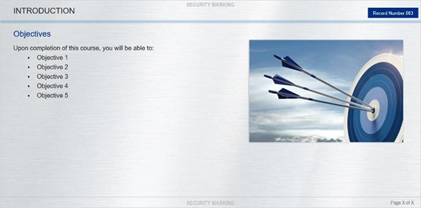 SECURITY MARKING
INTRODUCTION
Record Number 003
Objectives
Upon completion of this course, you will be able to:
• Objective 1
• Objective 2
• Objective 3
• Objective 4
• Objective 5
SECURITY MARKING
Page X of X